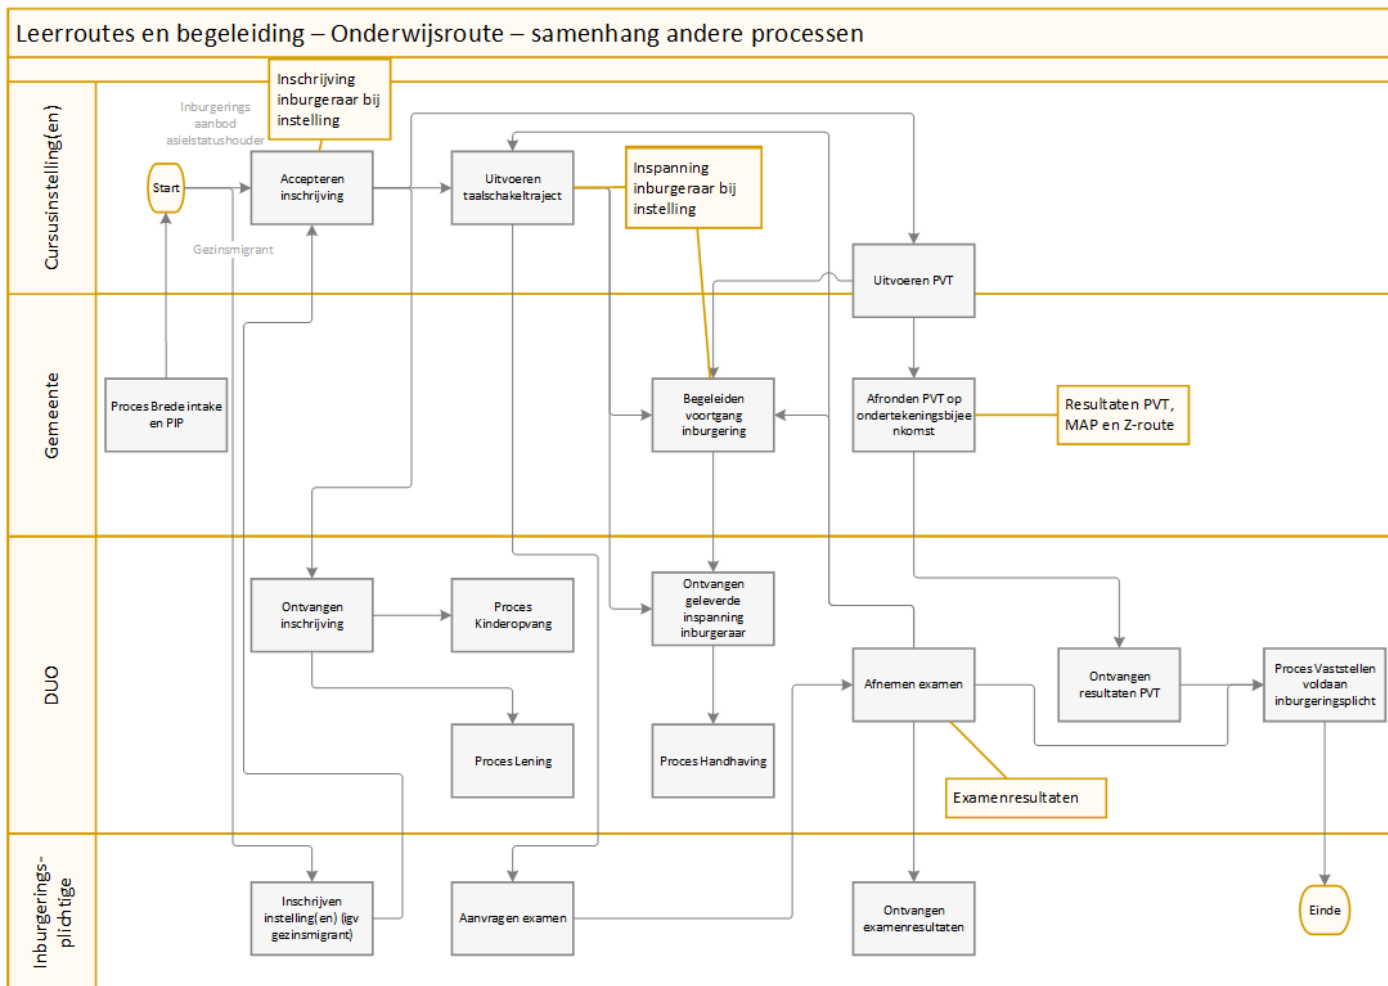 Leerroutes en begeleiding – Onderwijsroute – samenhang andere processen
Cursusinstelling(en)
Inburgerings
aanbod
asielstatushouder
Inschrijving
inburgeraar bij
instelling
Start
Accepteren
inschrijving
Uitvoeren
taalschakeltraject
Inspanning
inburgeraar bij
instelling
Gezinsmigrant
Uitvoeren PVT
Gemeente
Proces Brede intake
en PIP
Begeleiden
voortgang
inburgering
Afronden PVT op
ondertekeningsbijee
nkomst
Resultaten PVT,
MAP en Z-route
DUO
Ontvangen
inschrijving
Proces
Kinderopvang
Ontvangen
geleverde
inspanning
inburgeraar
Afnemen examen
Ontvangen
resultaten PVT
Proces Vaststellen
voldaan
inburgeringsplicht
Proces Lening
Proces Handhaving
Examenresultaten
Inburgerings-
plichtige
Inschrijven
instelling(en) (igv
gezinsmigrant)
Aanvragen examen
Ontvangen
examenresultaten
Einde